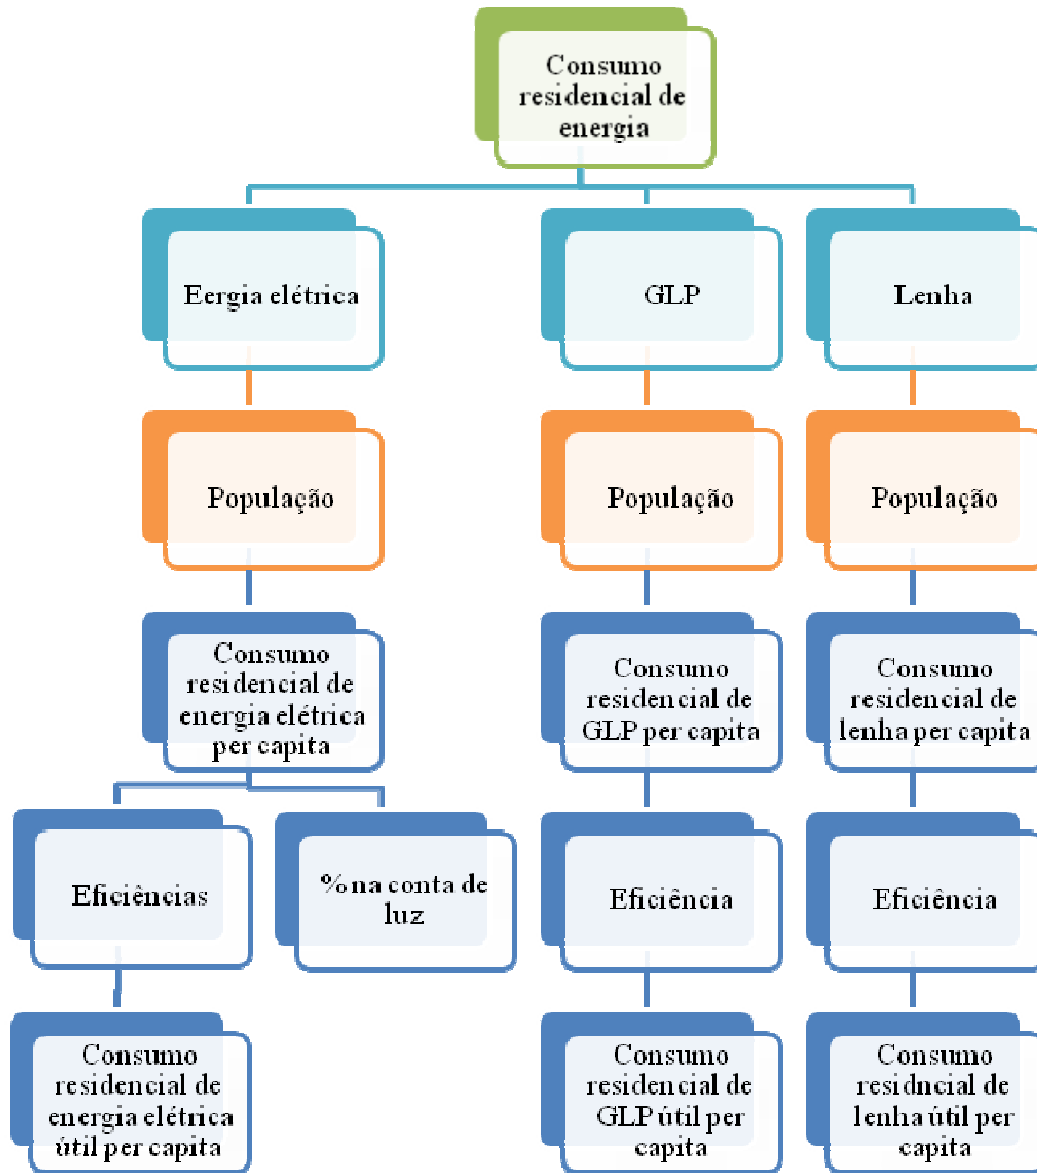 Consumo
residencial de
energia
Eergia elétrica
GLP
Lenha
População
População
População
Consumo
residencial de
energia elétrica
per capita
Consumo
residencial de
GLP per capita
Consumo
residencial de
lenha per capita
Eficiências
% na conta de
luz
Eficiência
Eficiência
Consumo
residencial de
energia elétrica
útil per capita
Consumo
residencial de
GLP útil per
capita
Consumo
residncial de
lenha útil per
capita